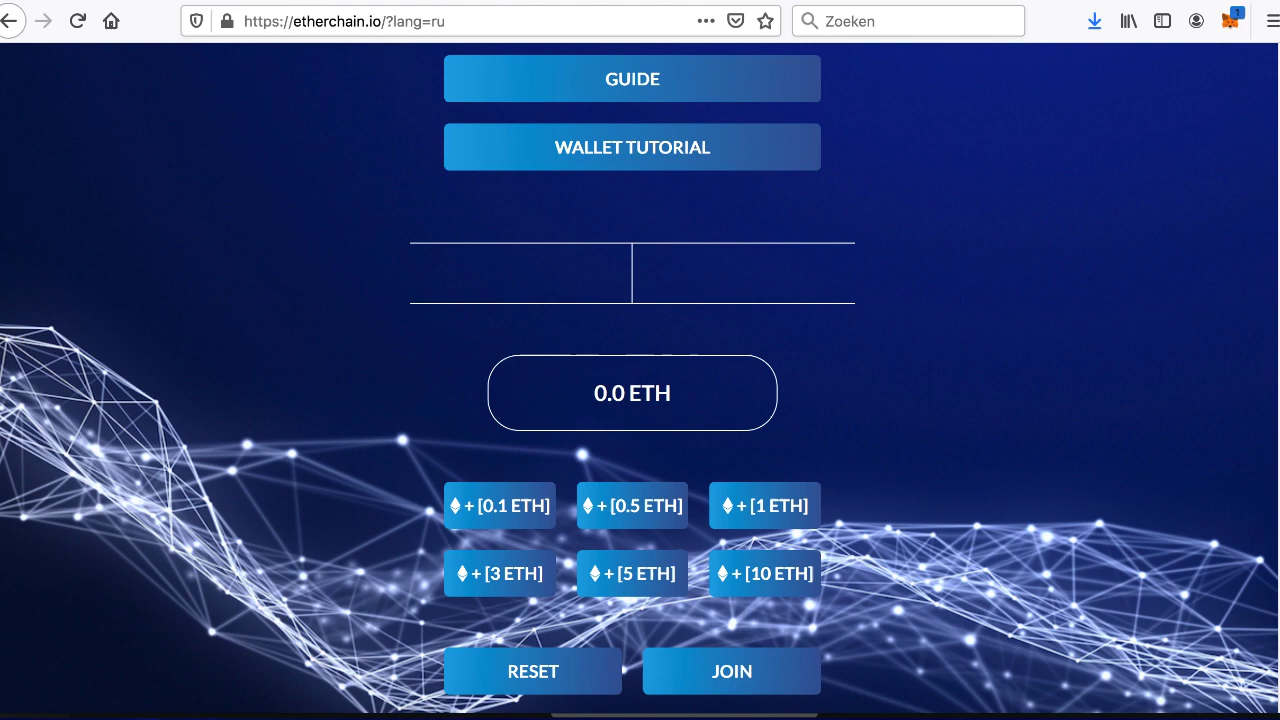 https://etherchain.io/?lang=ru
Zoeken
1
GUIDE
WALLET TUTORIAL
0.0 ETH
+ [0.1 ETH] + [0.5 ETH] + [1 ETH]
+ [3 ETH] + [5 ETH] + [10 ETH]
RESET JOIN